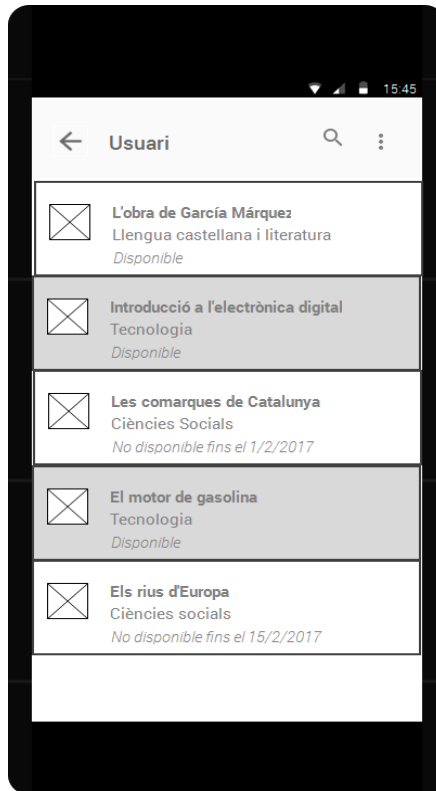 15:45
Usuari
L'obra de García Márquez
Llengua castellana i literatura
Disponible
Introducció a l'electrònica digital
Tecnologia
Disponible
Les comarques de Catalunya
Ciències Socials
No disponible fins el 1/2/2017
El motor de gasolina
Tecnologia
Disponible
Els rius d'Europa
Ciències socials
No disponible fins el 15/2/2017